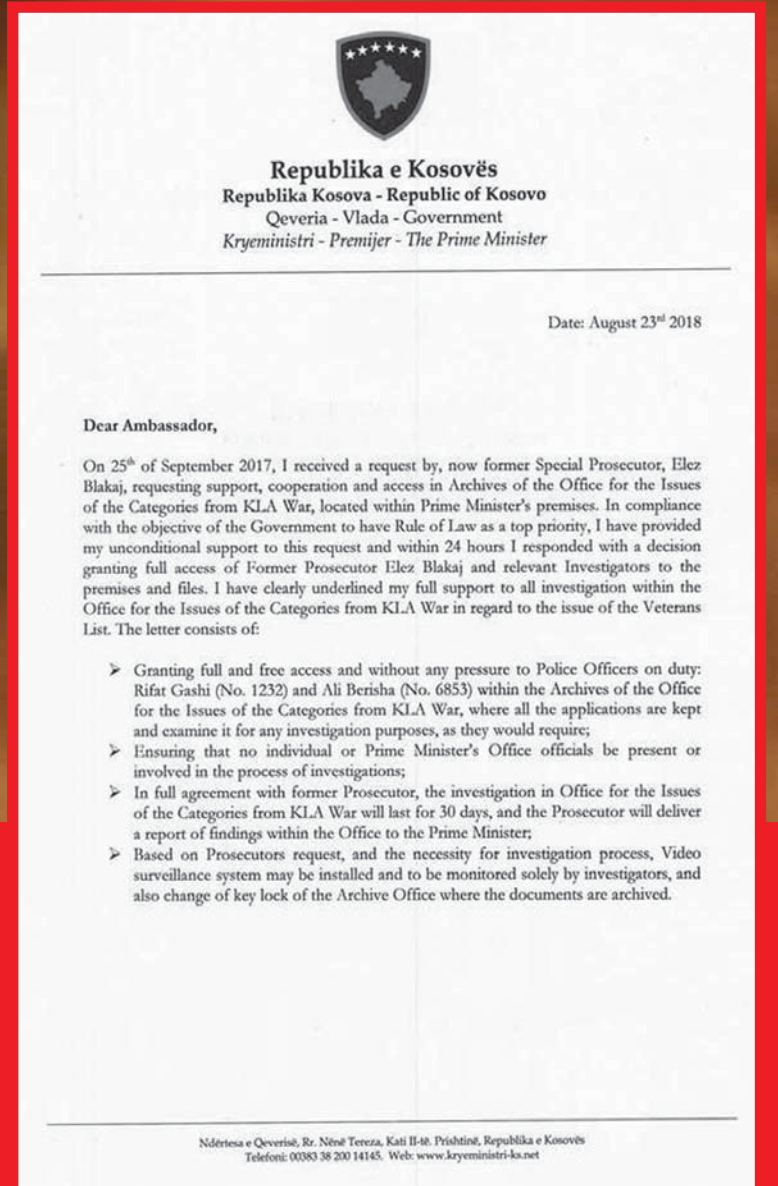 Republika e Kosovës
Republika Kosova - Republic of Kosovo
Qeveria - Vlada - Government
Kryeministri - Premijer - The Prime Minister
Date: August 23rd 2018
Dear Ambassador,
On 25th of September 2017, I received a request by, now former Special Prosecutor, Elez
Blakaj, requesting support, cooperation and access in Archives of the Office for the Issues
of the Categories from KLA War, located within Prime Minister's premises. In compliance
with the objective of the Government to have Rule of Law as a top priority, I have provided
my unconditional support to this request and within 24 hours I responded with a decision
granting full access of Former Prosecutor Elez Blakaj and relevant Investigators to the
premises and files. I have clearly underlined my full support to all investigation within the
Office for the Issues of the Categories from KLA War in regard to the issue of the Veterans
List. The letter consists of:
➢ Granting full and free access and without any pressure to Police Officers on duty:
Rifat Gashi (No. 1232) and Ali Berisha (No. 6853) within the Archives of the Office
for the Issues of the Categories from KLA War, where all the applications are kept
and examine it for any investigation purposes, as they would require;
➢ Ensuring that no individual or Prime Minister's Office officials be present or
involved in the process of investigations;
➢ In full agreement with former Prosecutor, the investigation in Office for the Issues
of the Categories from KLA War will last for 30 days, and the Prosecutor will deliver
a report of findings within the Office to the Prime Minister;
➢ Based on Prosecutors request, and the necessity for investigation process, Video
surveillance system may be installed and to be monitored solely by investigators, and
also change of key lock of the Archive Office where the documents are archived.
Ndërtesa e Qeverisë, Rr. Nënë Tereza, Kati II-të. Prishtinë, Republika e Kosovës
Telefoni: 00383 38 200 14145, Web: www.kryeministri-ks.net